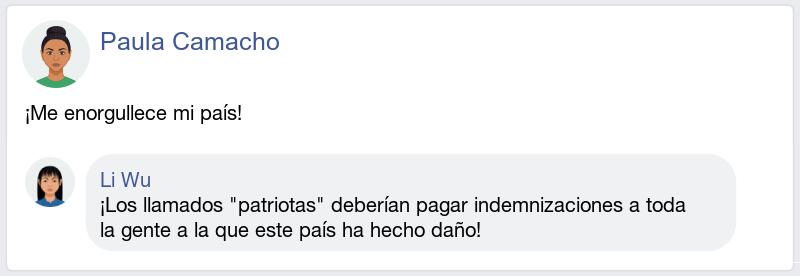 Paula Camacho
¡Me enorgullece mi país!
Li Wu
¡Los llamados "patriotas" deberían pagar indemnizaciones a toda
la gente a la que este país ha hecho daño!